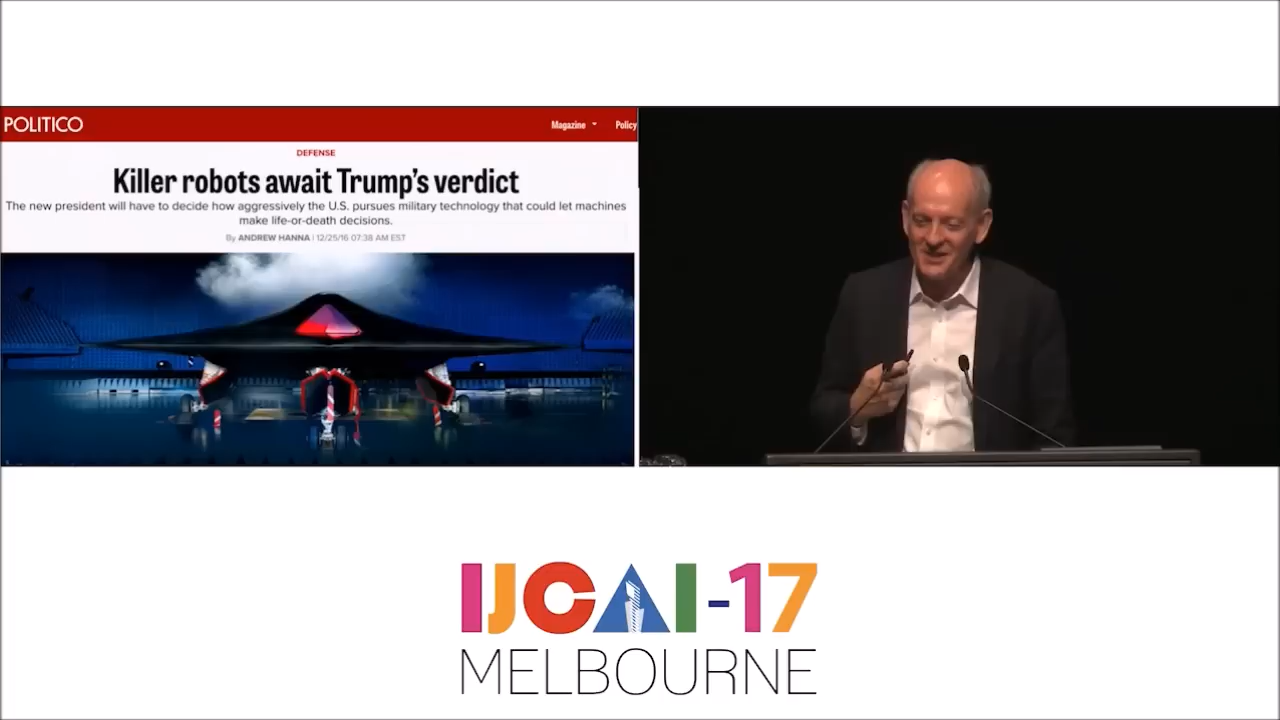 POLITICO
Magazine
Policy
DEFENSE
Killer robots await Trump's verdict
The new president will have to decide how aggressively the U.S. pursues military technology that could let machines
make life-or-death decisions.
By ANDREW HANNA | 12/25/16 07:38 AM EST
IJCAI-17
MELBOURNE